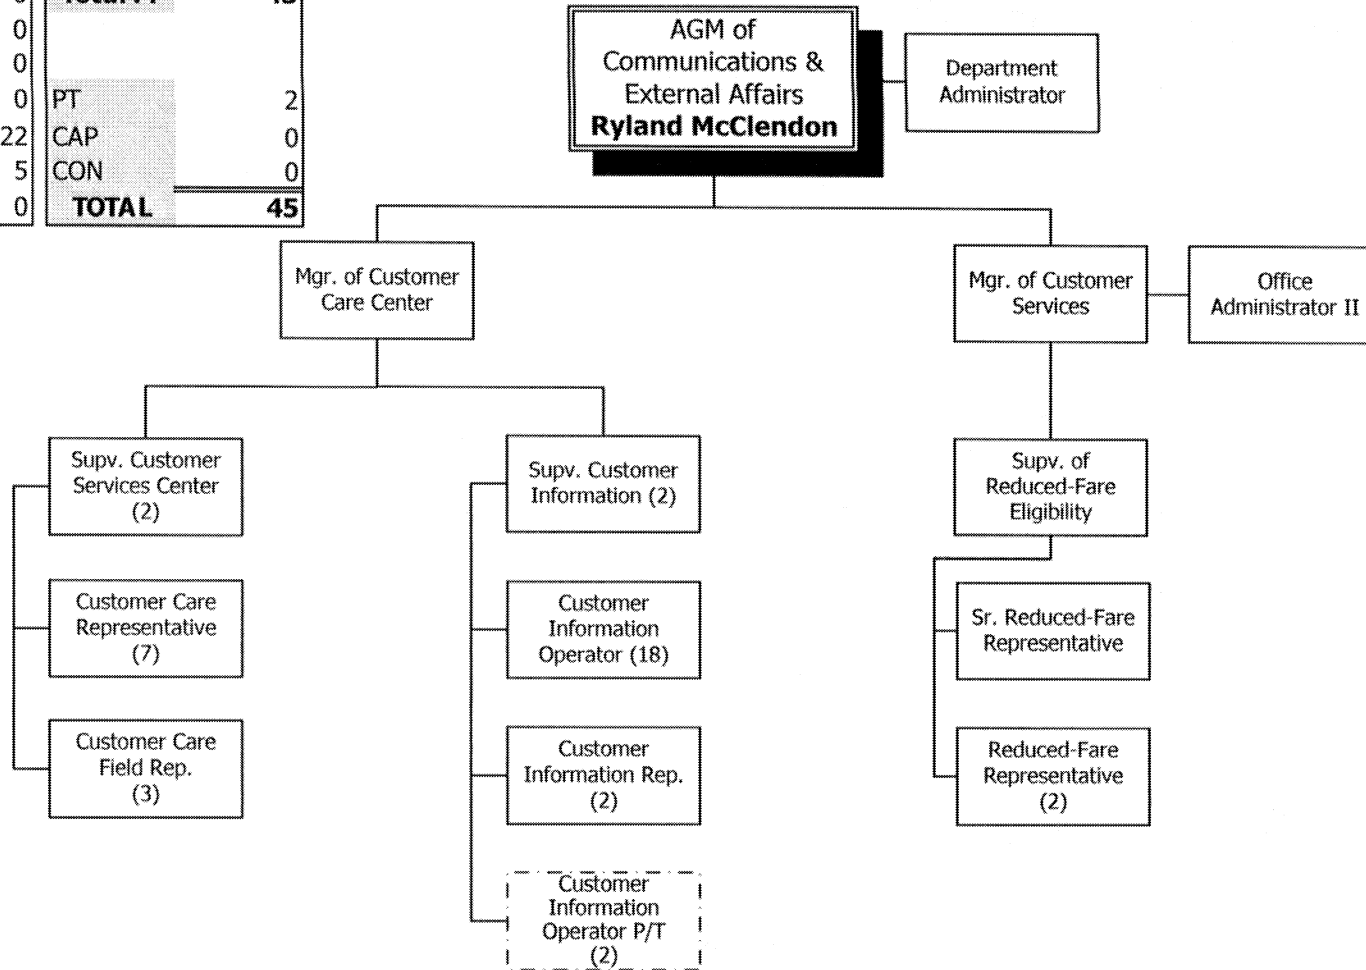 0
0
0
22
5
0
PT 2
CAP 0
CON 0
TOTAL 45
AGM of
Communications &
External Affairs
Ryland McClendon
Department
Administrator
Mgr. of Customer
Care Center
Mgr. of Customer
Services
Office
Administrator II
Supv. Customer
Services Center
(2)
Customer Care
Representative
(7)
Customer Care
Field Rep.
(3)
Supv. Customer
Information (2)
Customer
Information
Operator (18)
Customer
Information Rep.
(2)
Customer
Information
Operator P/T
(2)
Supv. of
Reduced-Fare
Eligibility
Sr. Reduced-Fare
Representative
Reduced-Fare
Representative
(2)